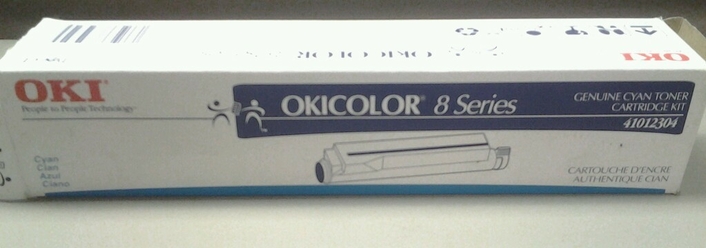 OKICOLOR
OKI
OKI
People to People Technology
OKICOLOR® 8 Series
GENUINE CYAN TONER
CARTRIDGE KIT
41012304
Cyan
Cian
Azul
Ciano
CARTOUCHE D'ENCRE
AUTHENTIQUE CIAN